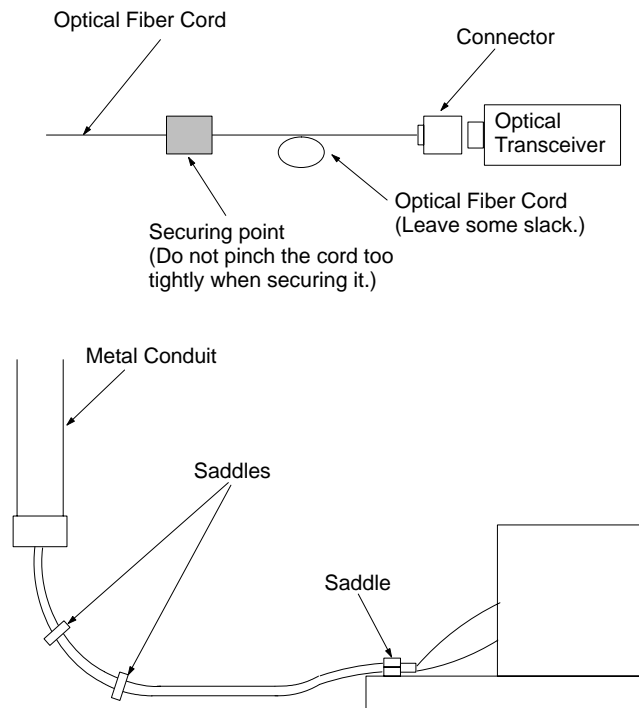 Optical Fiber Cord
Connector
Optical
Transceiver
Optical Fiber Cord
(Leave some slack.)
Securing point
(Do not pinch the cord too
tightly when securing it.)
Metal Conduit
Saddles
Saddle